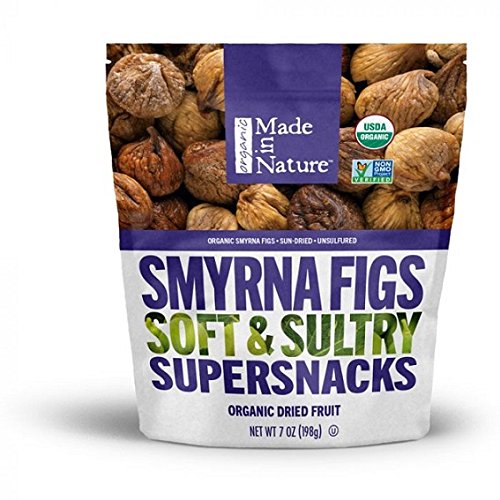 organic
Made
in
Nature™
USDA
ORGANIC
NON
GMO
Project
VERIFIED
ORGANIC SMYRNA FIGS • SUN-DRIED • UNSULFURED
SMYRNA FIGS
SOFT & SULTRY
SUPERSNACKS
ORGANIC DRIED FRUIT
NET WT 7 OZ (198g) U